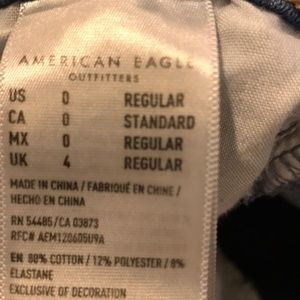 AMERICAN EAGLE
OUTFITTERS
US 0 REGULAR
CA 0 STANDARD
MX 0 REGULAR
UK 4 REGULAR
MADE IN CHINA / FABRIQUÉ EN CHINE /
HECHO EN CHINA
RN 54485/CA 03873
RFC# AEM120605U9A
EN 80% COTTON / 12% POLYESTER / 8%
ELASTANE
EXCLUSIVE OF DECORATION